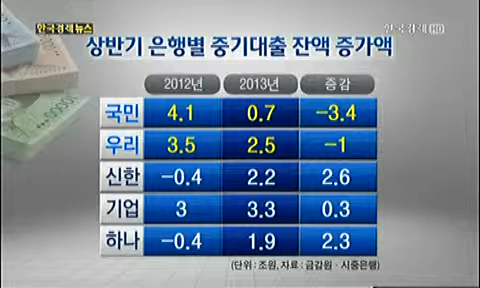 한국경제뉴스
한국경제 HD
상반기 은행별 중기대출 잔액 증가액
2012년 2013년 증감
국민 4.1 0.7 -3.4
우리 3.5 2.5 -1
신한 -0.4 2.2 2.6
기업 3 3.3 0.3
하나 -0.4 1.9 2.3
(단위 : 조원, 자료 : 금감원 · 시중은행)